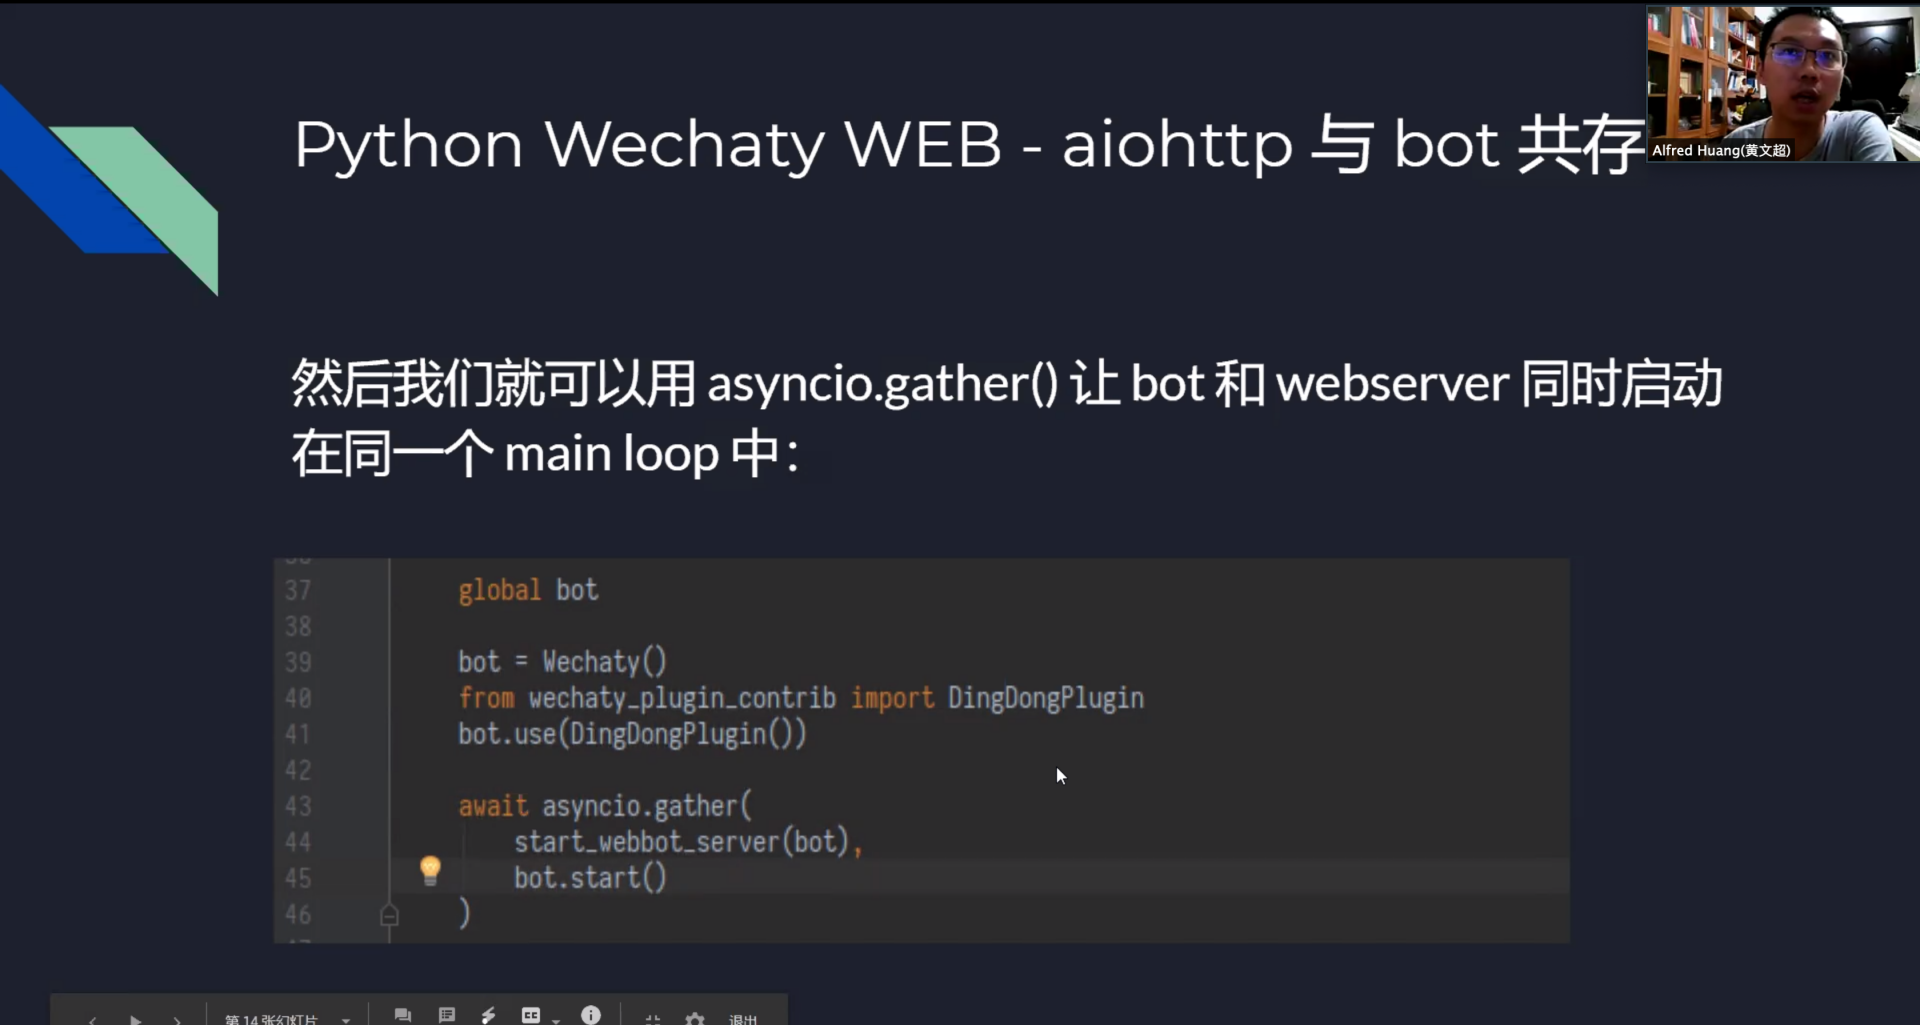 Python Wechaty WEB - aiohttp 与 bot 共存
Alfred Huang(黄文超)
然后我们就可以用 asyncio.gather() 让 bot 和 webserver 同时启动
在同一个 main loop 中：
37 global bot
38
39 bot = Wechaty()
40 from wechaty_plugin_contrib import DingDongPlugin
41 bot.use(DingDongPlugin())
42
43 await asyncio.gather(
44 start_webbot_server(bot),
45 bot.start()
46 )
第 14 张幻灯片 CC 退出